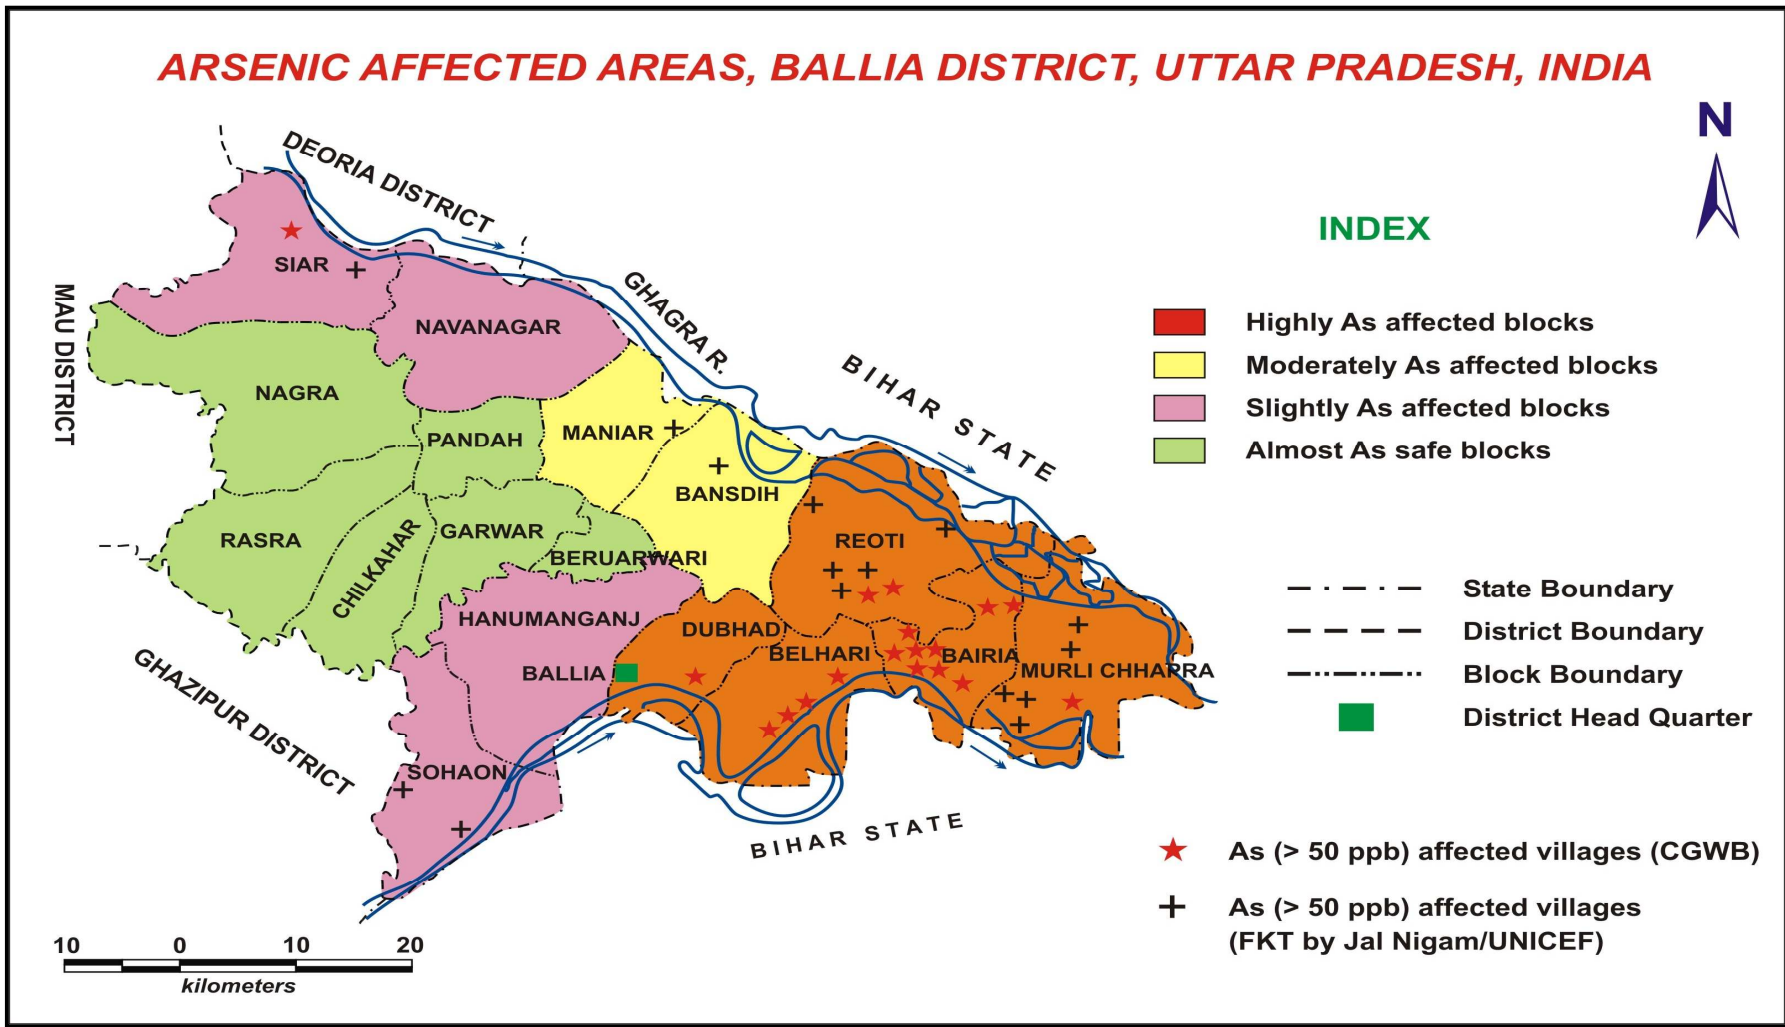 ARSENIC AFFECTED AREAS, BALLIA DISTRICT, UTTAR PRADESH, INDIA
N
DEORIA DISTRICT
INDEX
SIAR
GHAGRA R.
MAU DISTRICT
NAVANAGAR
Highly As affected blocks
BIHAR STATE
Moderately As affected blocks
NAGRA
Slightly As affected blocks
PANDAH
MANIAR
Almost As safe blocks
BANSDIH
RASRA
CHILKAHAR
GARWAR
REOTI
BERUARWARI
State Boundary
HANUMANGANJ
DUBHAD
District Boundary
BELHARI
BAIRIA
MURLI CHHAPRA
BALLIA
Block Boundary
GHAZIPUR DISTRICT
District Head Quarter
SOHAON
BIHAR STATE
As (> 50 ppb) affected villages (CGWB)
As (> 50 ppb) affected villages
(FKT by Jal Nigam/UNICEF)
10 0 10 20
kilometers